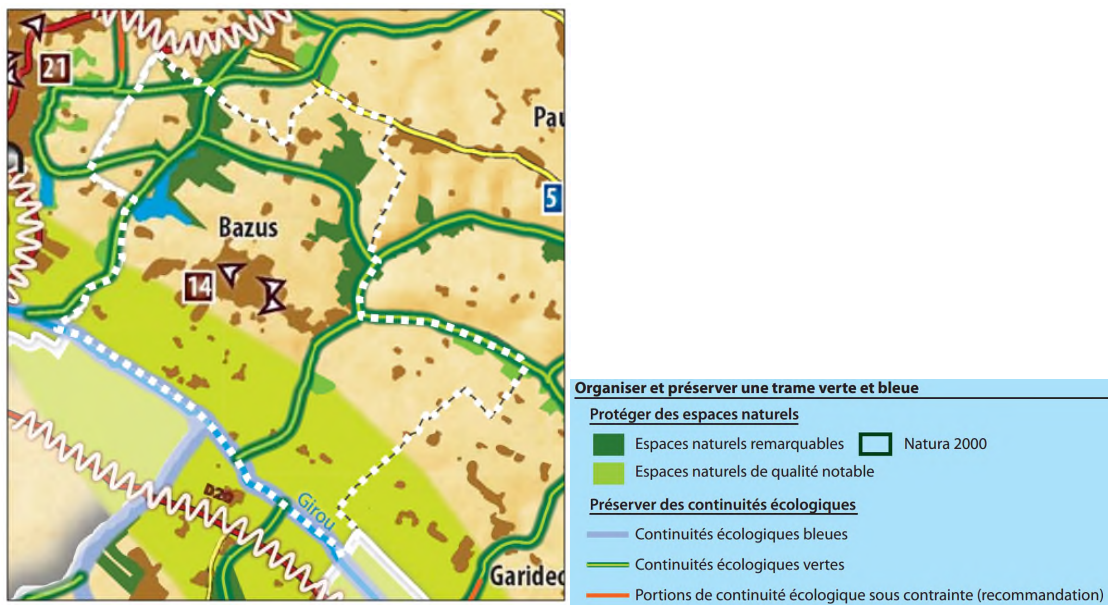 21
Pau
5
Bazus
14
D20
Girou
Garidec
Organiser et préserver une trame verte et bleue
Protéger des espaces naturels
Espaces naturels remarquables
Natura 2000
Espaces naturels de qualité notable
Préserver des continuités écologiques
Continuités écologiques bleues
Continuités écologiques vertes
Portions de continuité écologique sous contrainte (recommandation)